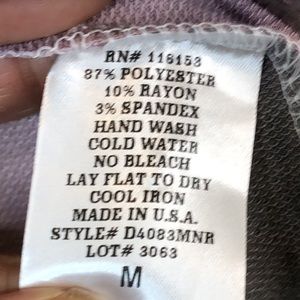 RN# 116153
87% POLYESTER
10% RAYON
3% SPANDEX
HAND WASH
COLD WATER
NO BLEACH
LAY FLAT TO DRY
COOL IRON
MADE IN U.S.A.
STYLE# D4083MNR
LOT# 3063
M